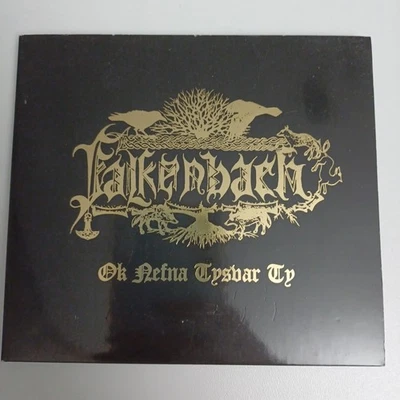 Falkenbach
Ok Nefna Tysvar Ty